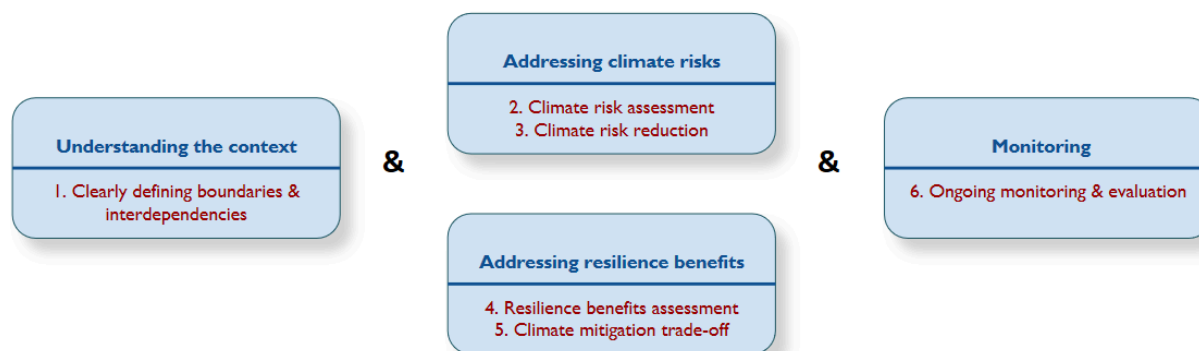 Understanding the context
1. Clearly defining boundaries &
interdependencies
&
Addressing climate risks
2. Climate risk assessment
3. Climate risk reduction
Addressing resilience benefits
4. Resilience benefits assessment
5. Climate mitigation trade-off
&
Monitoring
6. Ongoing monitoring & evaluation